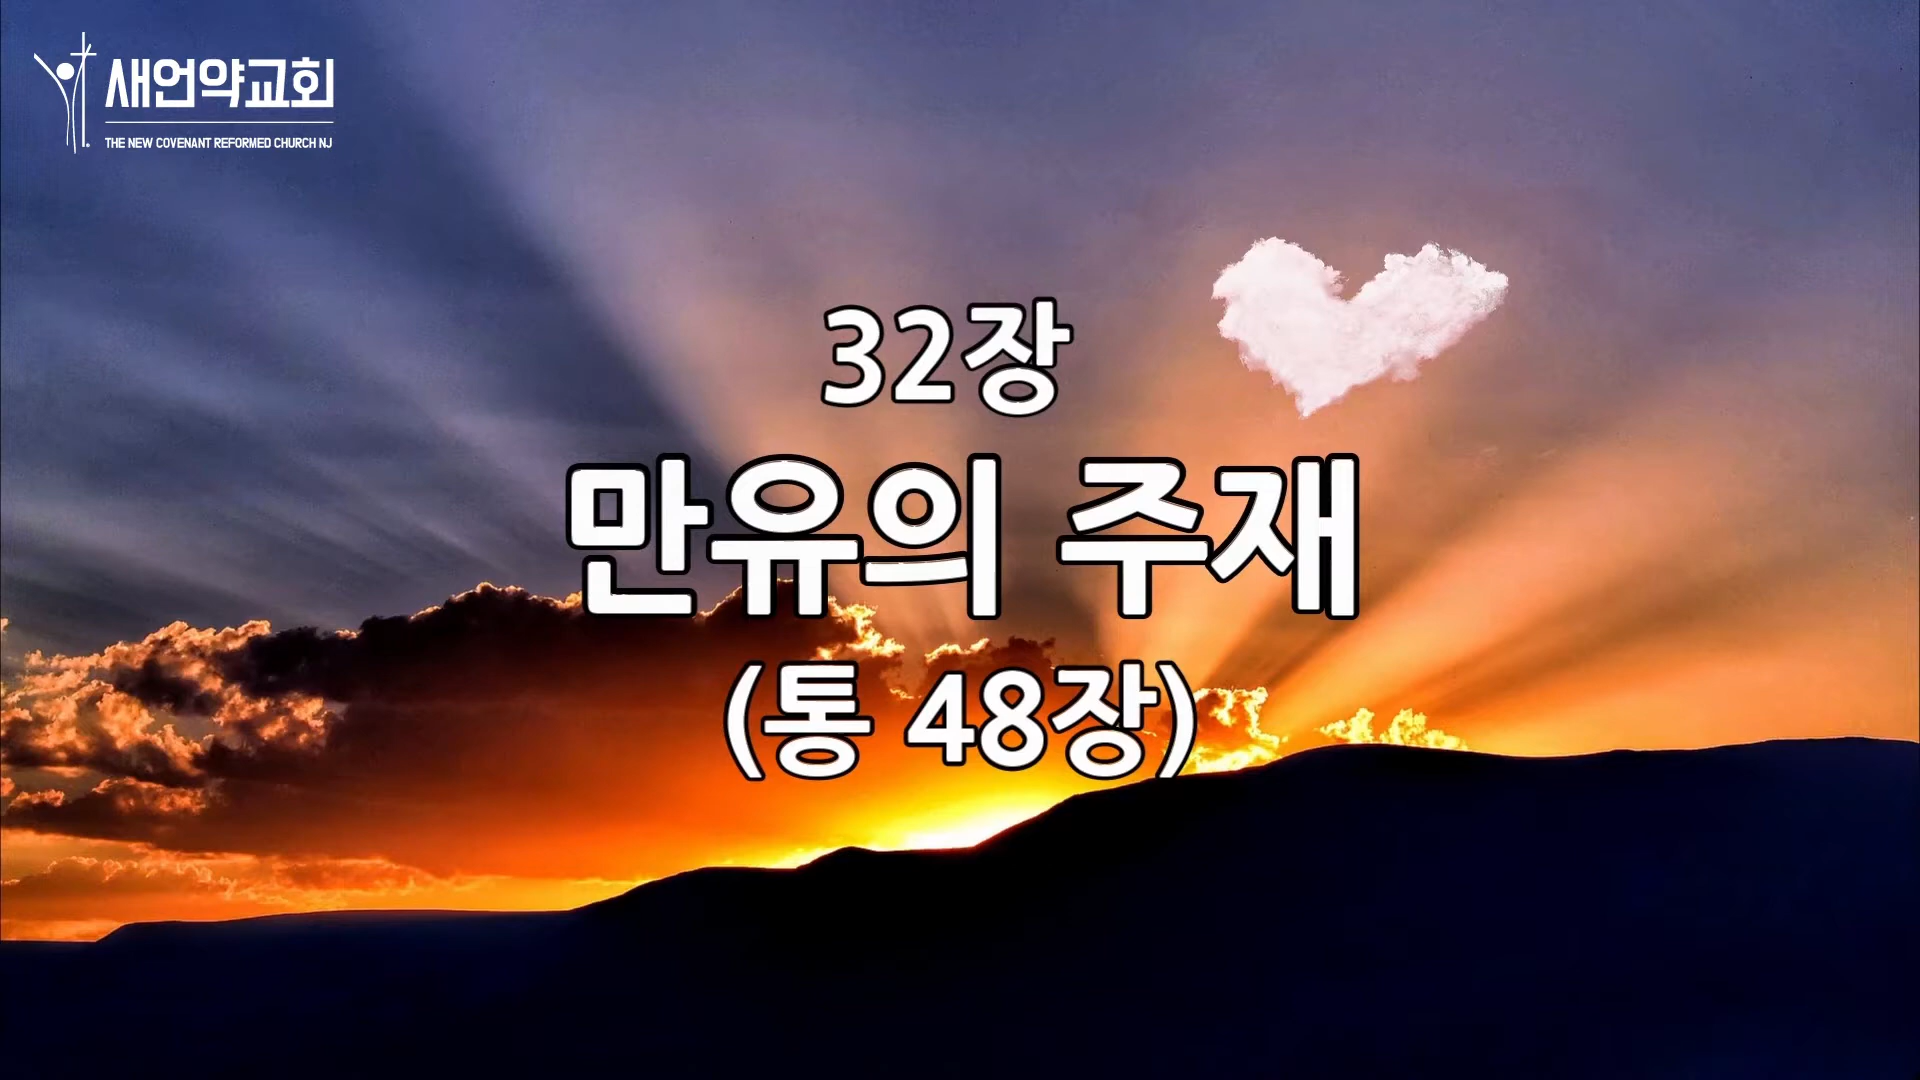 새언약교회
THE NEW COVENANT REFORMED CHURCH NJ
32장
만유의 주재
(통 48장)